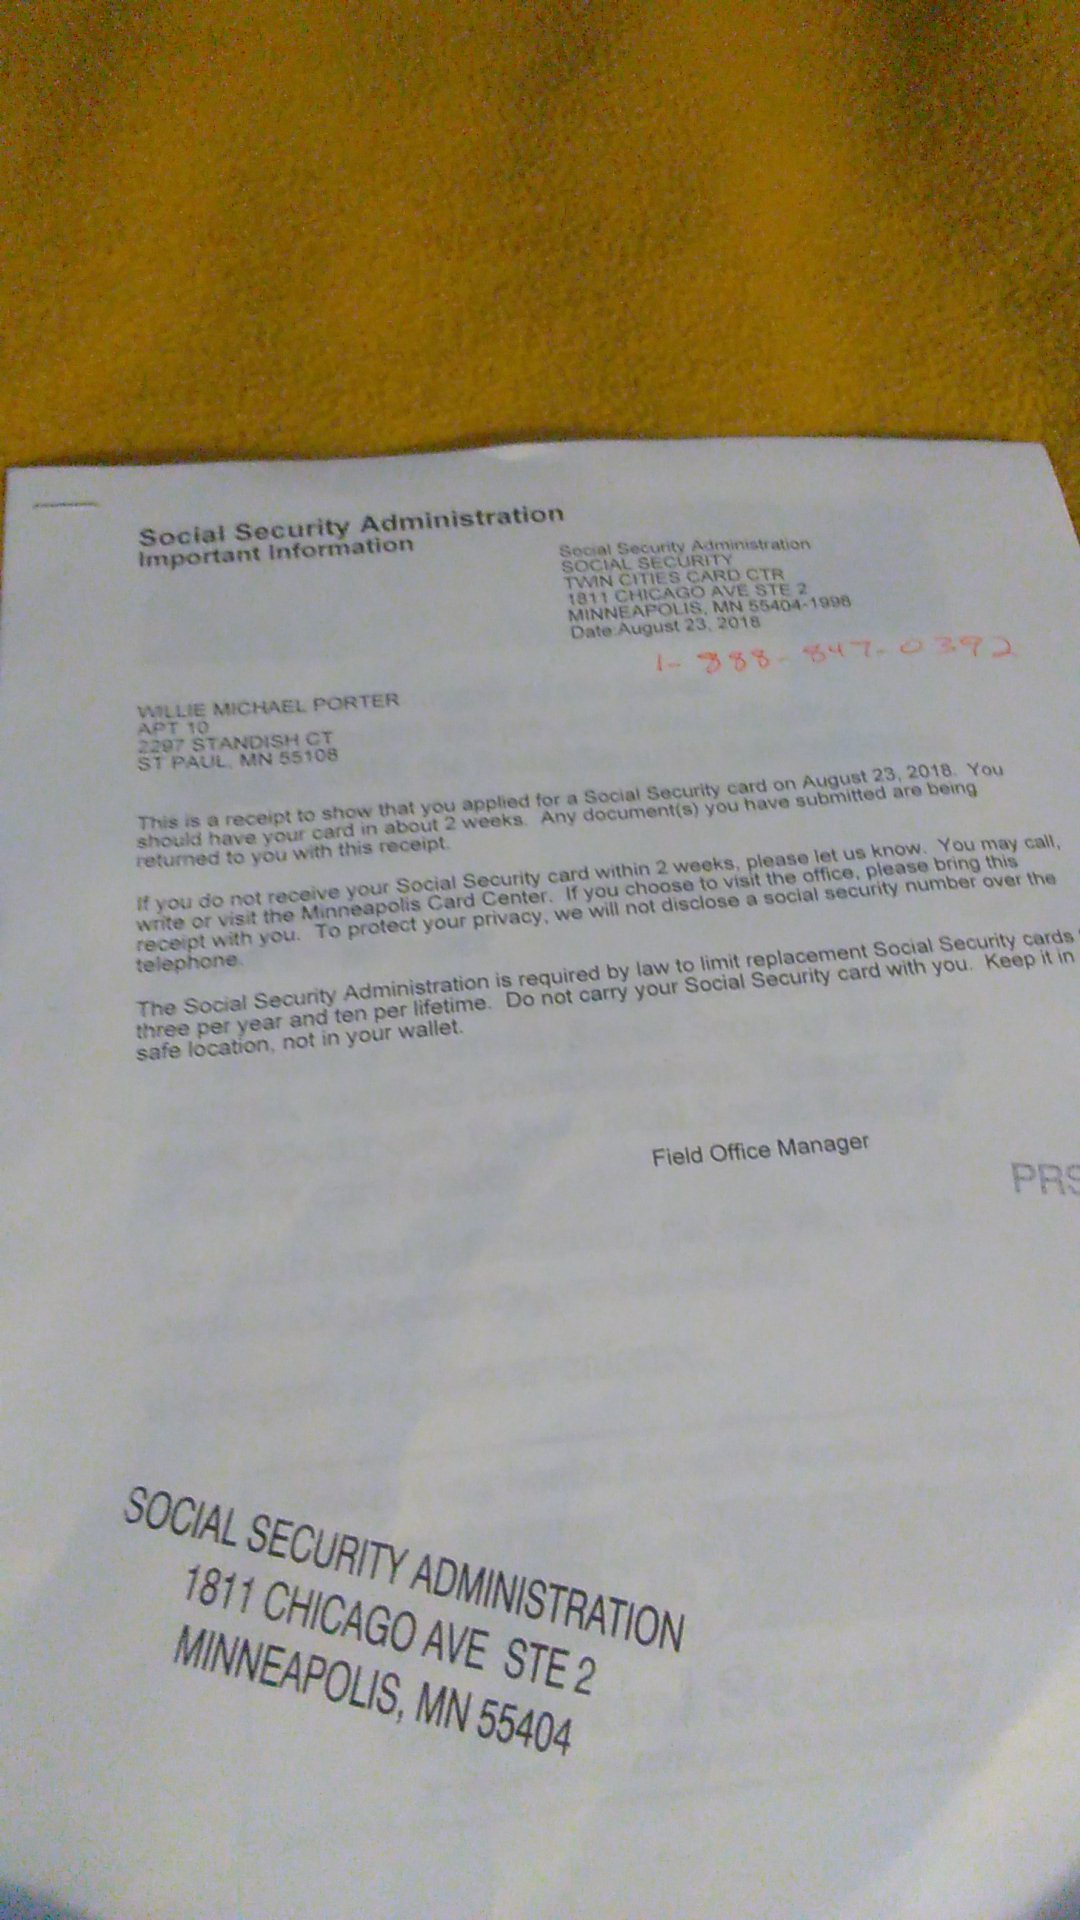 Social Security Administration
Important Information
Social Security Administration
SOCIAL SECURITY
TWIN CITIES CARD CTR
1811 CHICAGO AVE STE 2
MINNEAPOLIS, MN 55404-1998
Date:August 23, 2018
1-888-847-0392
WILLIE MICHAEL PORTER
APT 10
2297 STANDISH CT
ST PAUL, MN 55108
This is a receipt to show that you applied for a Social Security card on August 23, 2018. You
should have your card in about 2 weeks. Any document(s) you have submitted are being
returned to you with this receipt.
If you do not receive your Social Security card within 2 weeks, please let us know. You may call,
write or visit the Minneapolis Card Center. If you choose to visit the office, please bring this
receipt with you. To protect your privacy, we will not disclose a social security number over the
telephone.
The Social Security Administration is required by law to limit replacement Social Security cards
three per year and ten per lifetime. Do not carry your Social Security card with you. Keep it in
safe location, not in your wallet.
Field Office Manager
PRS
SOCIAL SECURITY ADMINISTRATION
1811 CHICAGO AVE STE 2
MINNEAPOLIS, MN 55404